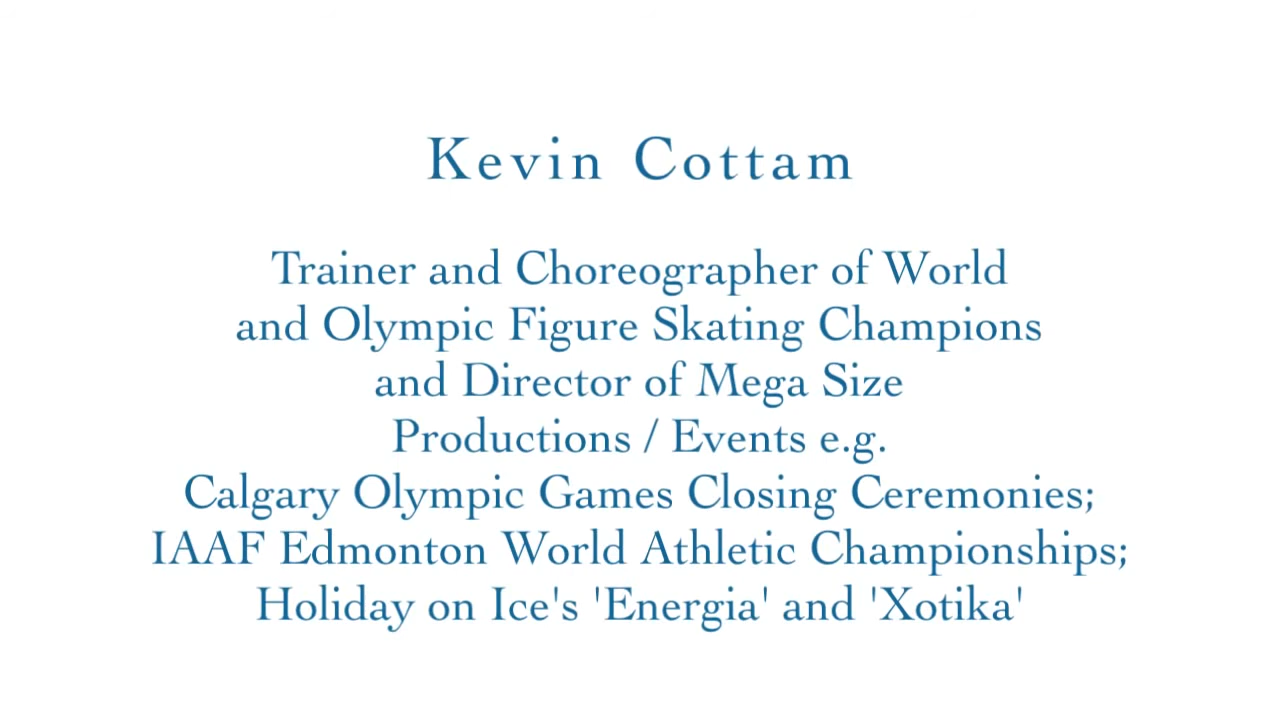 Kevin Cottam
Trainer and Choreographer of World
and Olympic Figure Skating Champions
and Director of Mega Size
Productions / Events e.g.
Calgary Olympic Games Closing Ceremonies;
IAAF Edmonton World Athletic Championships;
Holiday on Ice's 'Energia' and 'Xotika'